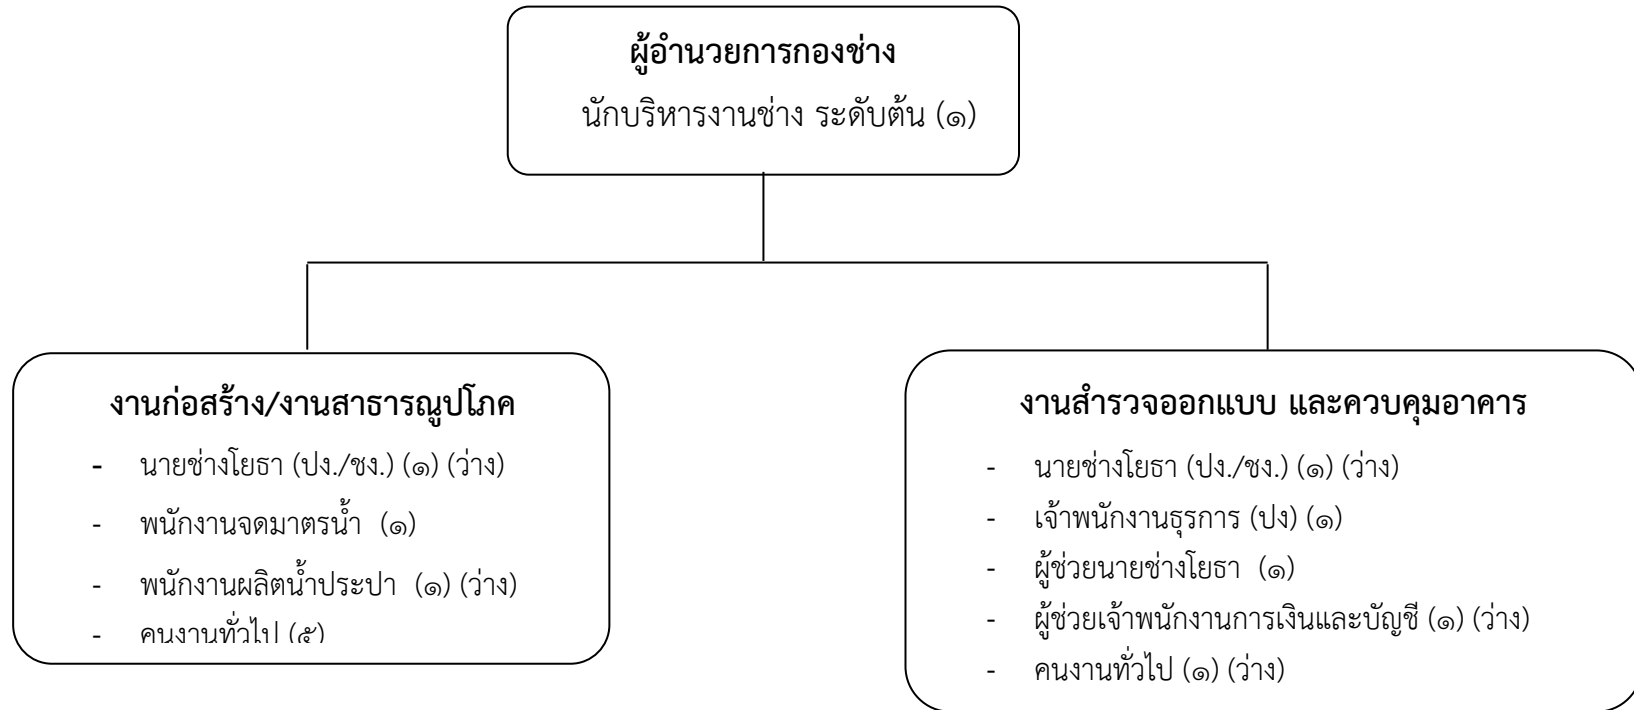 ผู้อำนวยการกองช่าง
นักบริหารงานช่าง ระดับต้น (๑)
งานก่อสร้าง/งานสาธารณูปโภค
- นายช่างโยธา (ปง./ชง.) (๑) (ว่าง)
- พนักงานจดมาตรน้ำ (๑)
- พนักงานผลิตน้ำประปา (๑) (ว่าง)
- คนงานทั่วไป (๕)
งานสำรวจออกแบบ และควบคุมอาคาร
- นายช่างโยธา (ปง./ชง.) (๑) (ว่าง)
- เจ้าพนักงานธุรการ (ปง) (๑)
- ผู้ช่วยนายช่างโยธา (๑)
- ผู้ช่วยเจ้าพนักงานการเงินและบัญชี (๑) (ว่าง)
- คนงานทั่วไป (๑) (ว่าง)